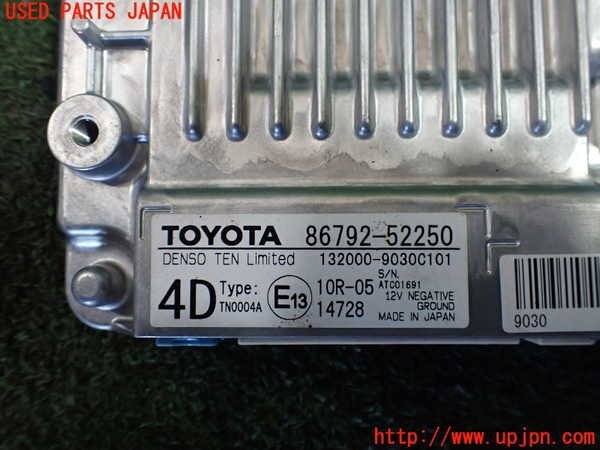 USED PARTS JAPAN
TOYOTA 86792-52250
DENSO TEN Limited 132000-9030C101
4D Type: TN0004A E13 10R-05 14728
S/N. ATC01691
12V NEGATIVE GROUND
MADE IN JAPAN
9030
http://www.upjpn.com/